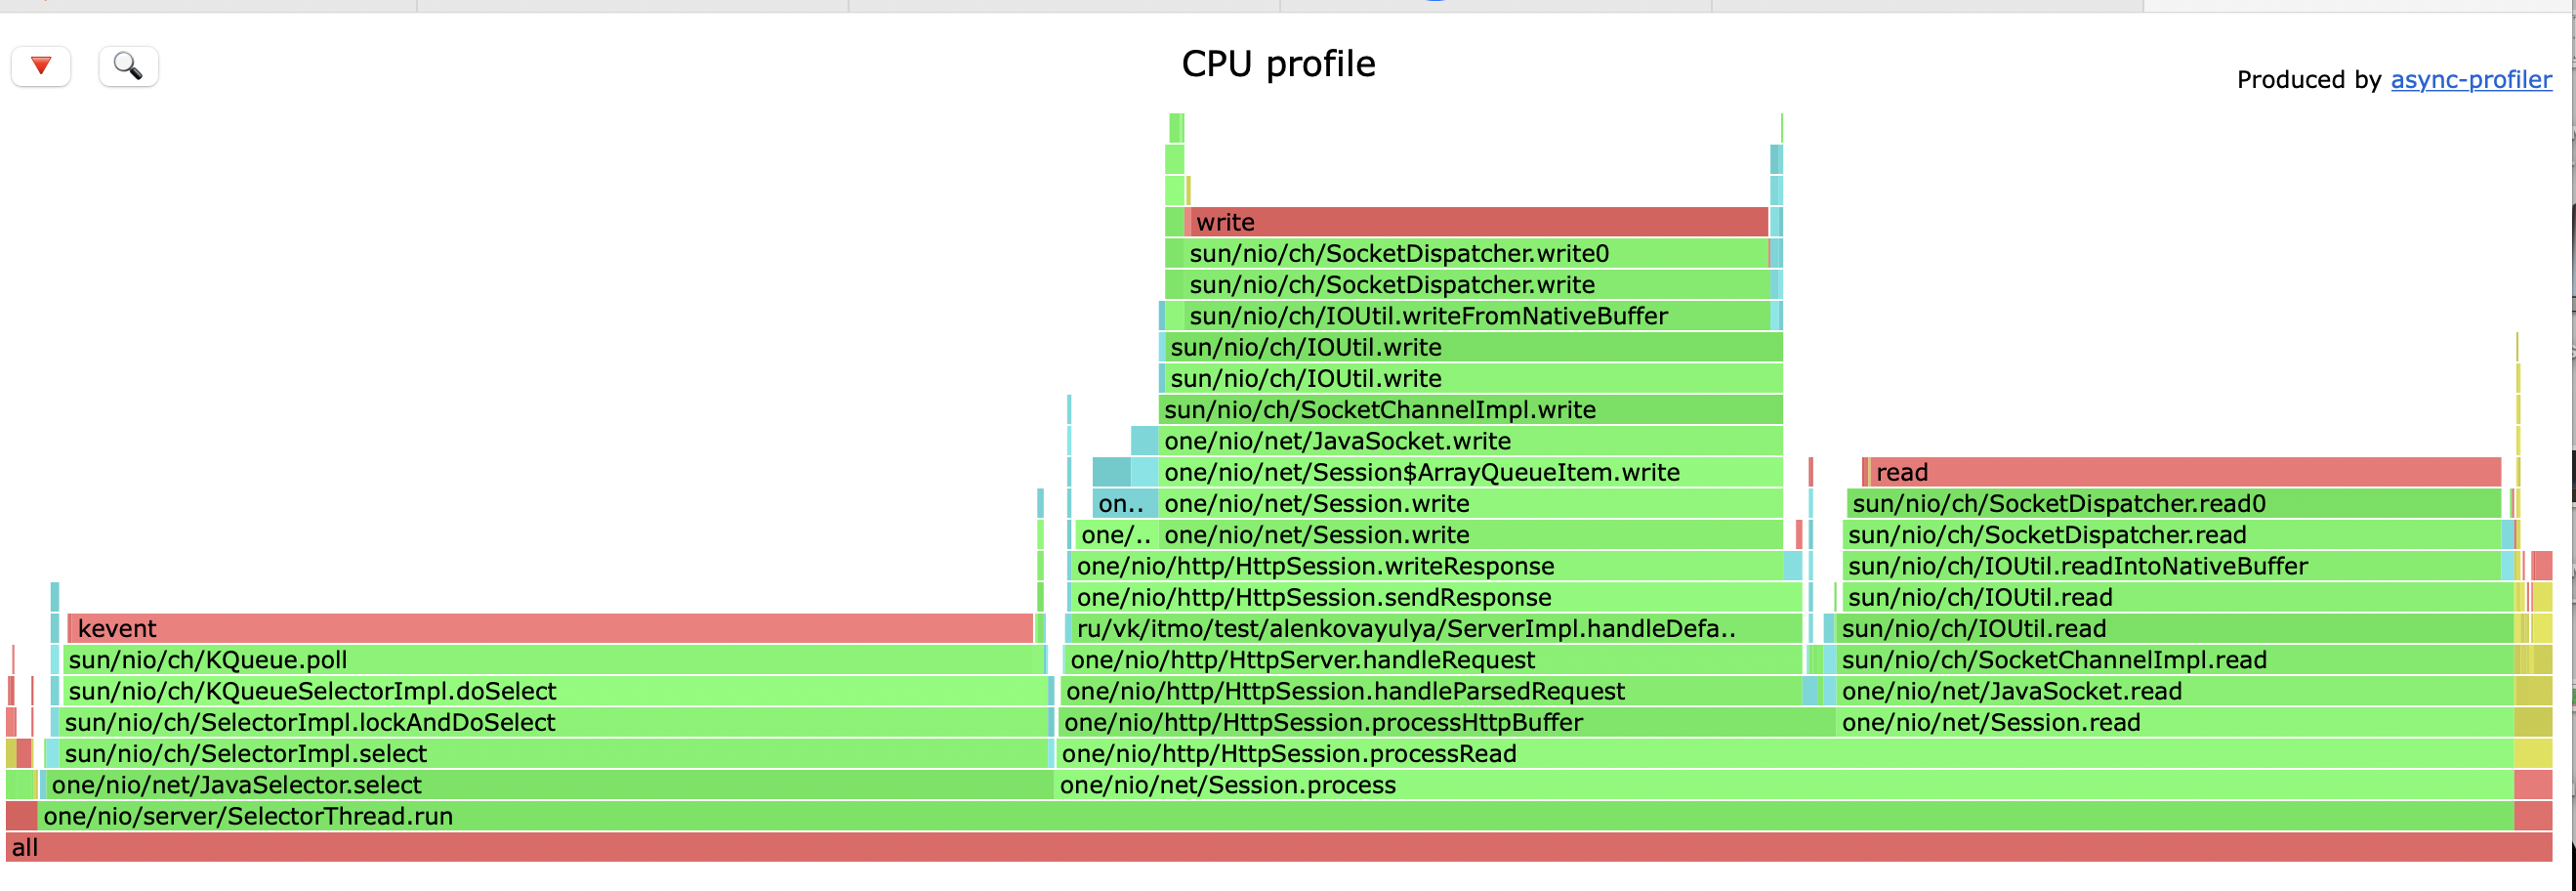 CPU profile
Produced by async-profiler
write
sun/nio/ch/SocketDispatcher.write0
sun/nio/ch/SocketDispatcher.write
sun/nio/ch/IOUtil.writeFromNativeBuffer
sun/nio/ch/IOUtil.write
sun/nio/ch/IOUtil.write
sun/nio/ch/SocketChannelImpl.write
one/nio/net/JavaSocket.write
one/nio/net/Session$ArrayQueueItem.write read
on.. one/nio/net/Session.write sun/nio/ch/SocketDispatcher.read0
one/.. one/nio/net/Session.write sun/nio/ch/SocketDispatcher.read
one/nio/http/HttpSession.writeResponse sun/nio/ch/IOUtil.readIntoNativeBuffer
one/nio/http/HttpSession.sendResponse sun/nio/ch/IOUtil.read
kevent ru/vk/itmo/test/alenkovayulya/ServerImpl.handleDefa.. sun/nio/ch/IOUtil.read
sun/nio/ch/KQueue.poll one/nio/http/HttpServer.handleRequest sun/nio/ch/SocketChannelImpl.read
sun/nio/ch/KQueueSelectorImpl.doSelect one/nio/http/HttpSession.handleParsedRequest one/nio/net/JavaSocket.read
sun/nio/ch/SelectorImpl.lockAndDoSelect one/nio/http/HttpSession.processHttpBuffer one/nio/net/Session.read
sun/nio/ch/SelectorImpl.select one/nio/http/HttpSession.processRead
one/nio/net/JavaSelector.select one/nio/net/Session.process
one/nio/server/SelectorThread.run
all